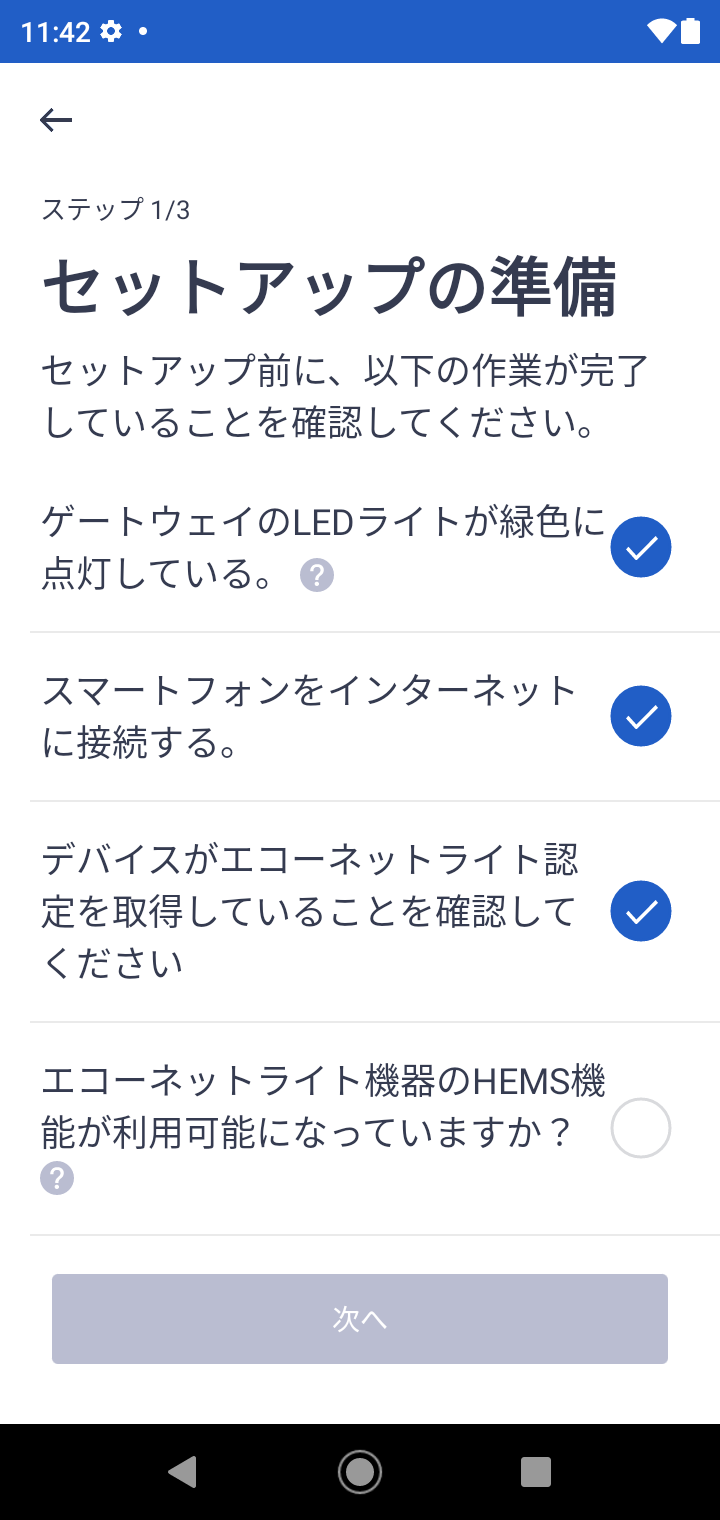 11:42
ステップ 1/3
セットアップの準備
セットアップ前に、以下の作業が完了
していることを確認してください。
ゲートウェイのLEDライトが緑色に
点灯している。 ?
スマートフォンをインターネット
に接続する。
デバイスがエコーネットライト認
定を取得していることを確認して
ください
エコーネットライト機器のHEMS機
能が利用可能になっていますか？
?
次へ